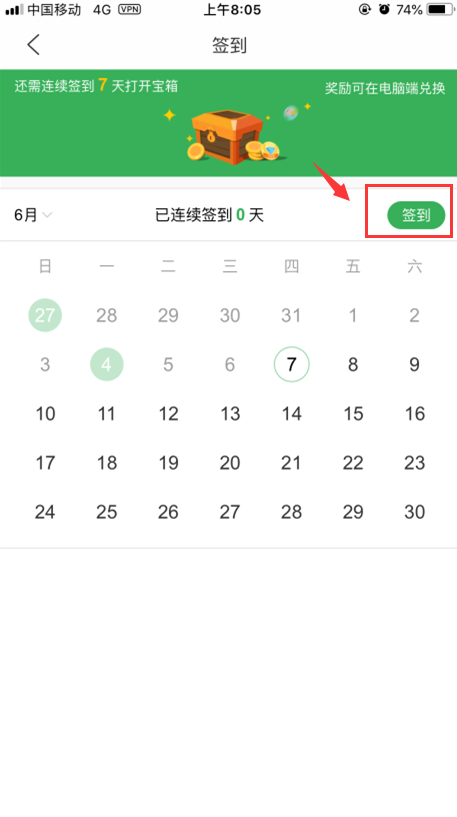 中国移动 4G VPN 上午8:05 74%
签到
还需连续签到 7 天打开宝箱 奖励可在电脑端兑换
6月 已连续签到 0 天 签到
日 一 二 三 四 五 六
27 28 29 30 31 1 2
3 4 5 6 7 8 9
10 11 12 13 14 15 16
17 18 19 20 21 22 23
24 25 26 27 28 29 30